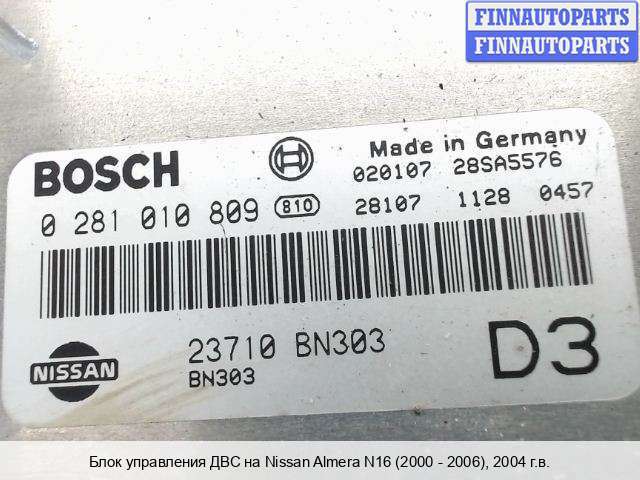 FINNAUTOPARTS
FINNAUTOPARTS
BOSCH
Made in Germany
020107 28SA5576
0 281 010 809 810
28107 1128 0457
NISSAN
23710 BN303
BN303
D3
Блок управления ДВС на Nissan Almera N16 (2000 - 2006), 2004 г.в.